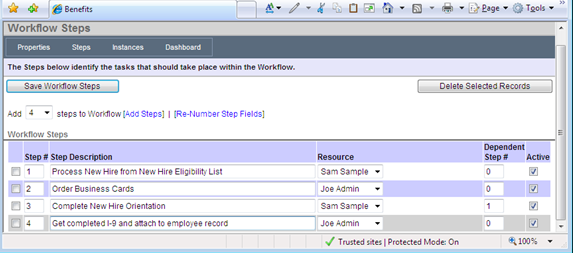 Benefits
Page Tools
Workflow Steps
Properties Steps Instances Dashboard
The Steps below identify the tasks that should take place within the Workflow.
Save Workflow Steps Delete Selected Records
Add 4 steps to Workflow [Add Steps] | [Re-Number Step Fields]
Workflow Steps
Dependent
Step # Step Description Resource Step # Active
1 Process New Hire from New Hire Eligibility List Sam Sample 0
2 Order Business Cards Joe Admin 0
3 Complete New Hire Orientation Sam Sample 1
4 Get completed I-9 and attach to employee record Joe Admin 0
Trusted sites | Protected Mode: On 100%